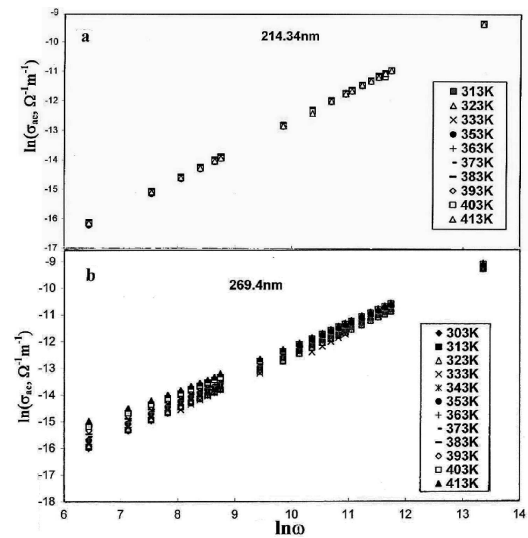 a
214.34nm
-9
-10
-11
-12
-13
-14
-15
-16
-17
ln(σac, Ω-1m-1)
313K
323K
333K
353K
363K
373K
383K
393K
403K
413K
b
269.4nm
-9
-10
-11
-12
-13
-14
-15
-16
-17
-18
ln(σac, Ω-1m-1)
303K
313K
323K
333K
343K
353K
363K
373K
383K
393K
403K
413K
6 7 8 9 10 11 12 13 14
lnω